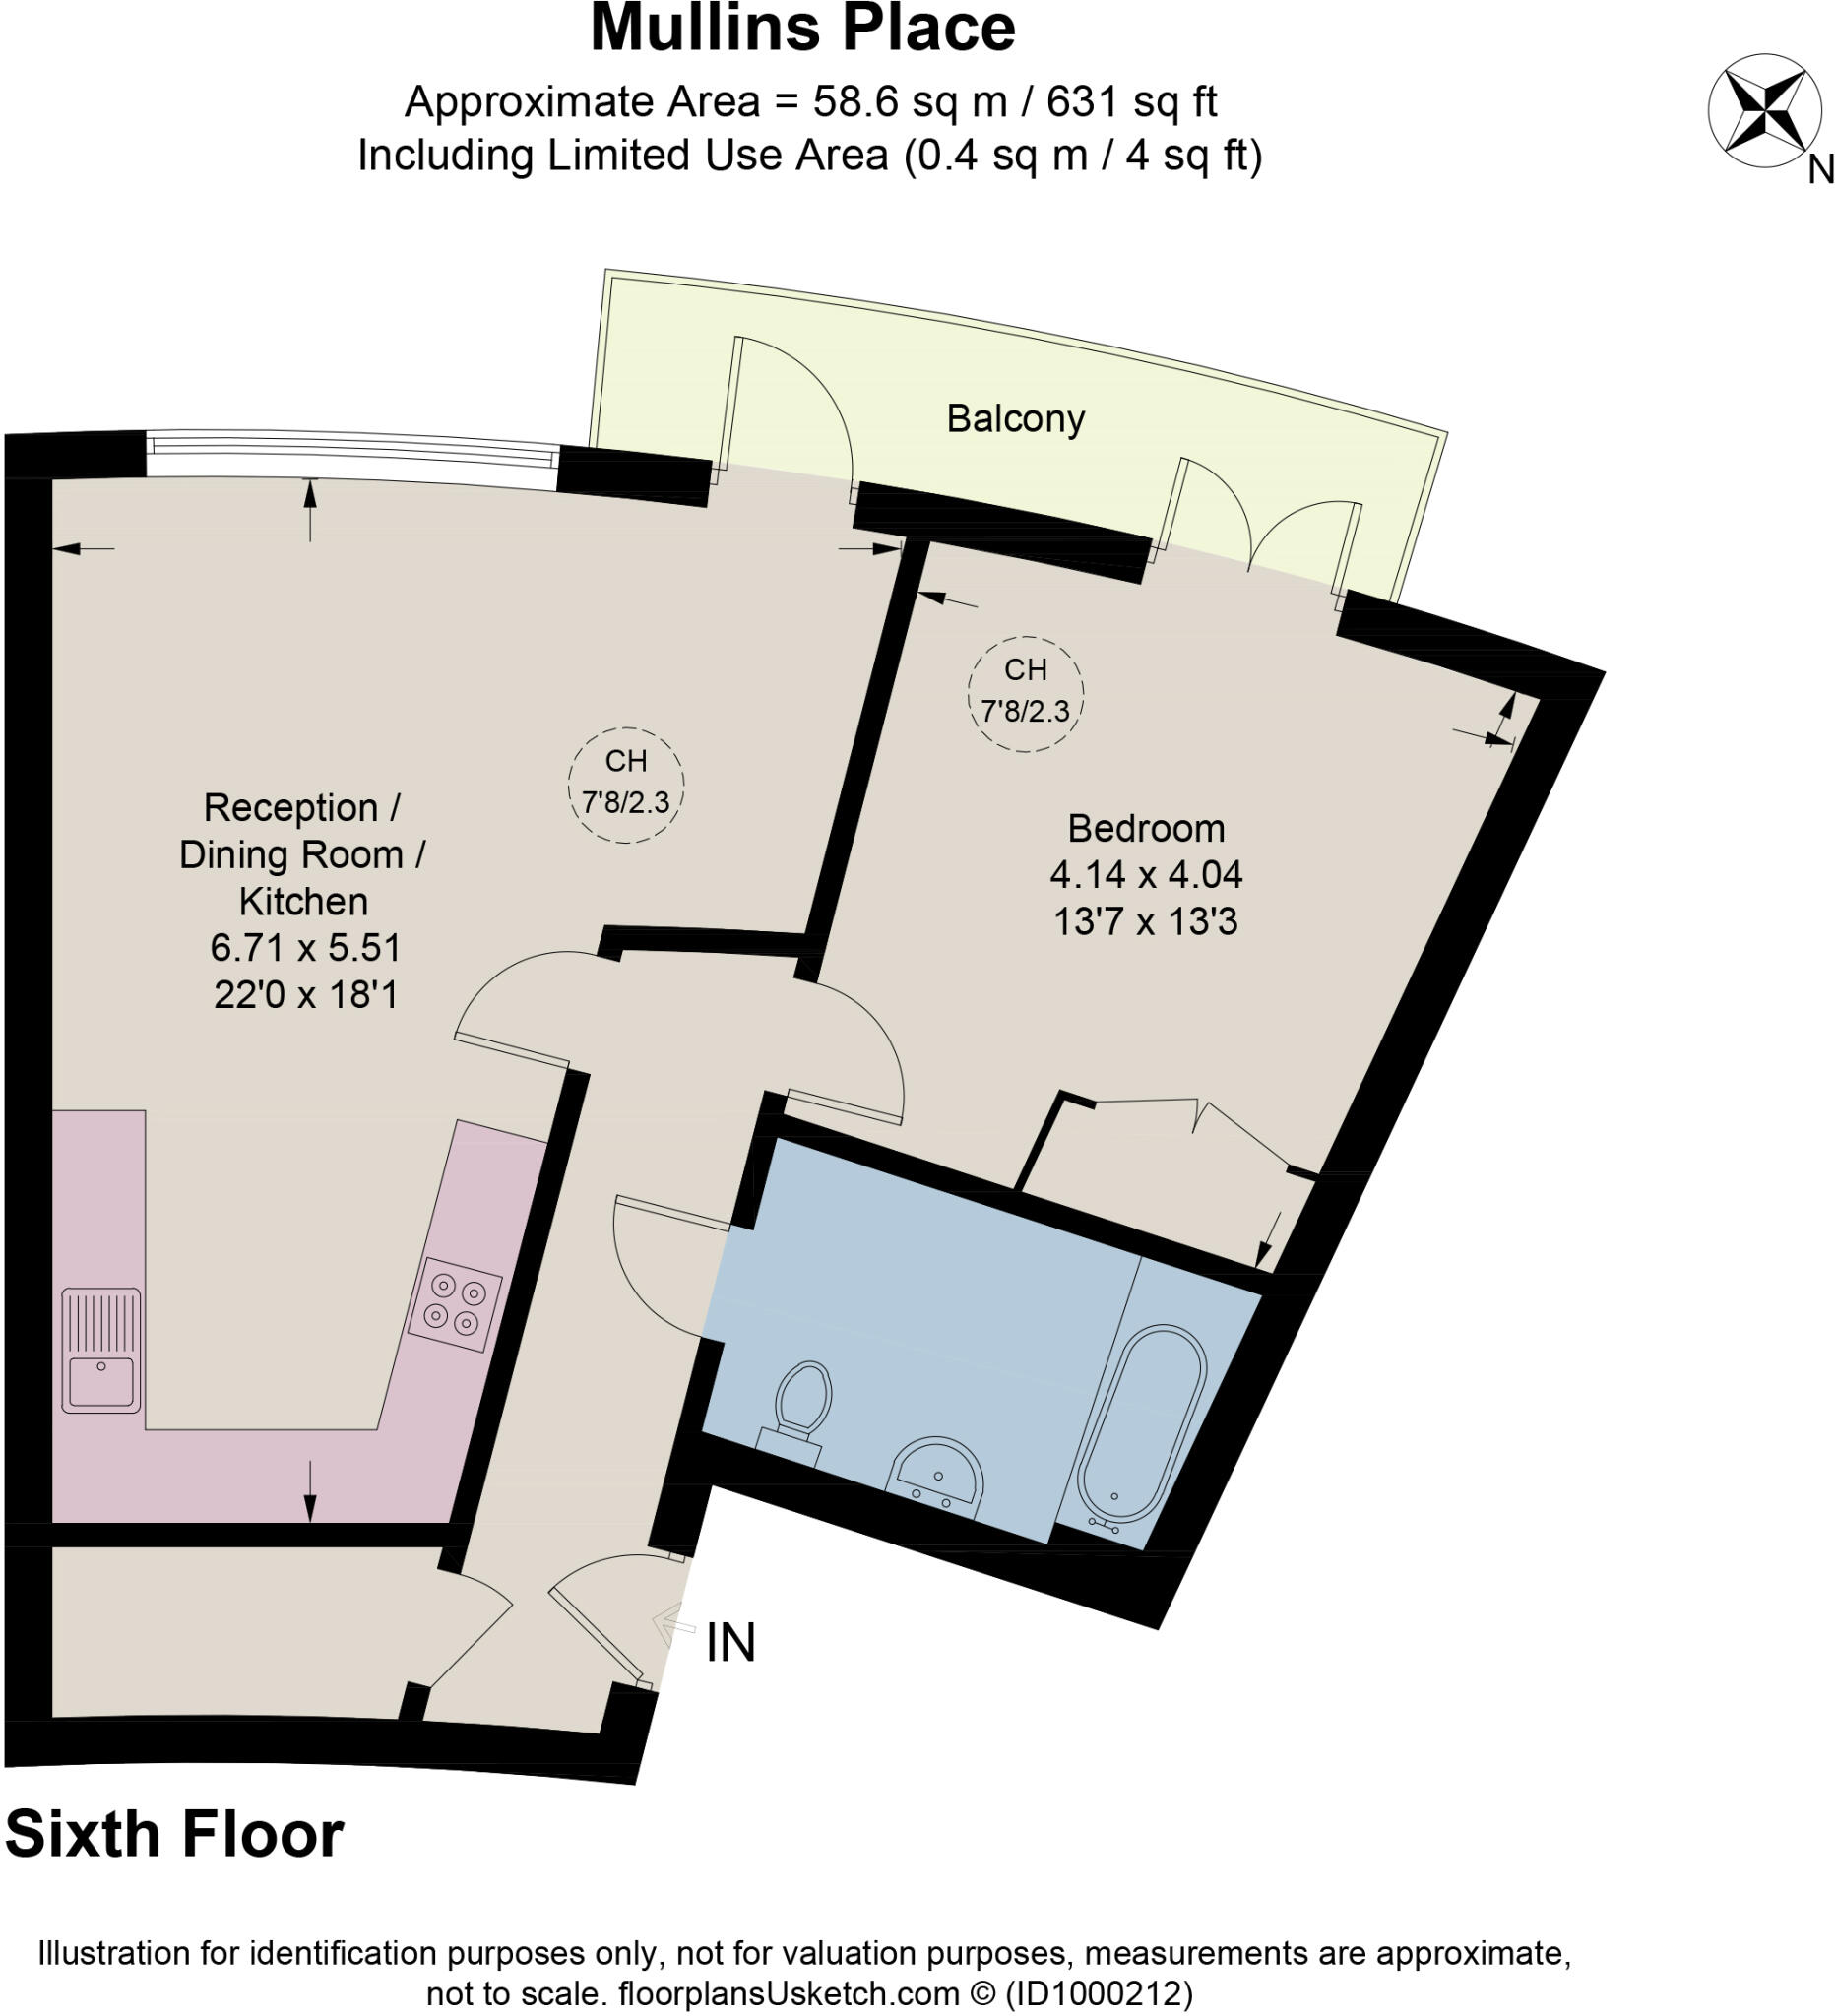 Mullins Place
Approximate Area = 58.6 sq m / 631 sq ft
Including Limited Use Area (0.4 sq m / 4 sq ft)
N
Balcony
CH
7'8/2.3
CH
7'8/2.3
Reception /
Dining Room /
Kitchen
6.71 x 5.51
22'0 x 18'1
Bedroom
4.14 x 4.04
13'7 x 13'3
IN
Sixth Floor
Illustration for identification purposes only, not for valuation purposes, measurements are approximate,
not to scale. floorplansUsketch.com © (ID1000212)